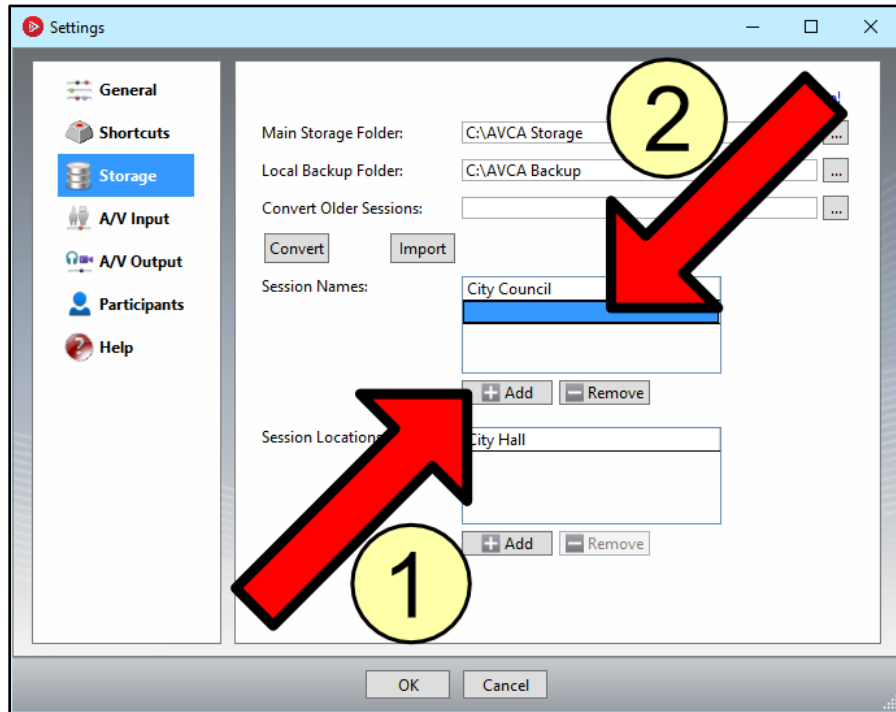 Settings
General
Shortcuts
Storage
A/V Input
A/V Output
Participants
Help
2
Main Storage Folder: C:\AVCA Storage ...
Local Backup Folder: C:\AVCA Backup ...
Convert Older Sessions: ...
Convert Import
Session Names: City Council
Add Remove
Session Locations City Hall
Add Remove
1
OK Cancel